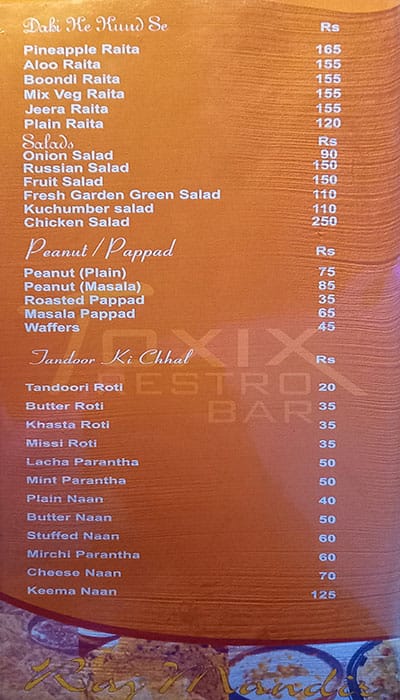 Dahi Ke Kund Se Rs
Pineapple Raita 165
Aloo Raita 155
Boondi Raita 155
Mix Veg Raita 155
Jeera Raita 155
Plain Raita 120
Salads Rs
Onion Salad 90
Russian Salad 150
Fruit Salad 150
Fresh Garden Green Salad 110
Kuchumber salad 110
Chicken Salad 250
Peanut / Pappad Rs
Peanut (Plain) 75
Peanut (Masala) 85
Roasted Pappad 35
Masala Pappad 65
Waffers 45
Tandoor Ki Chhal Rs
Tandoori Roti 20
Butter Roti 35
Khasta Roti 35
Missi Roti 35
Lacha Parantha 50
Mint Parantha 50
Plain Naan 40
Butter Naan 50
Stuffed Naan 60
Mirchi Parantha 60
Cheese Naan 70
Keema Naan 125
BAR
Raj Mandir